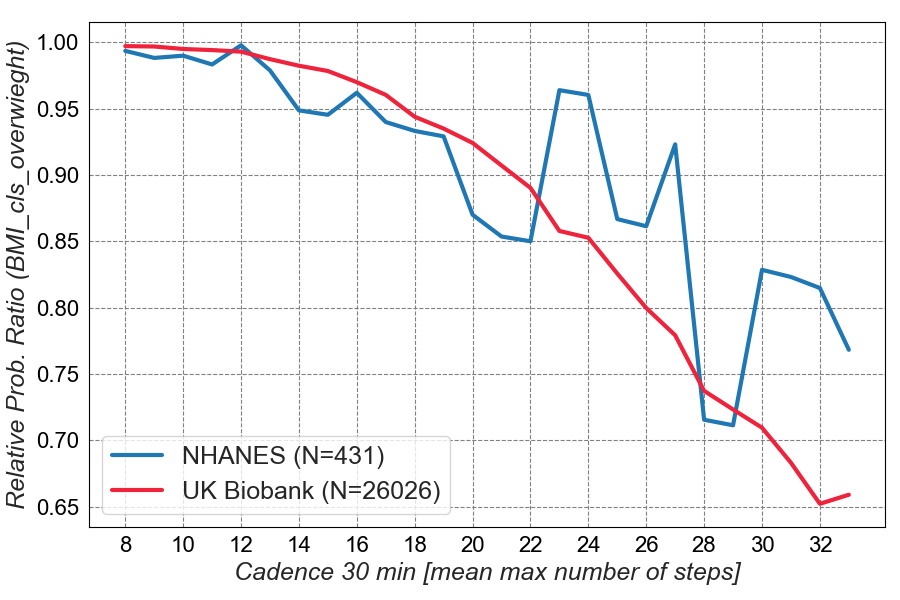 Relative Prob. Ratio (BMI_cls_overwieght)
1.00
0.95
0.90
0.85
0.80
0.75
0.70
0.65
NHANES (N=431)
UK Biobank (N=26026)
8 10 12 14 16 18 20 22 24 26 28 30 32
Cadence 30 min [mean max number of steps]